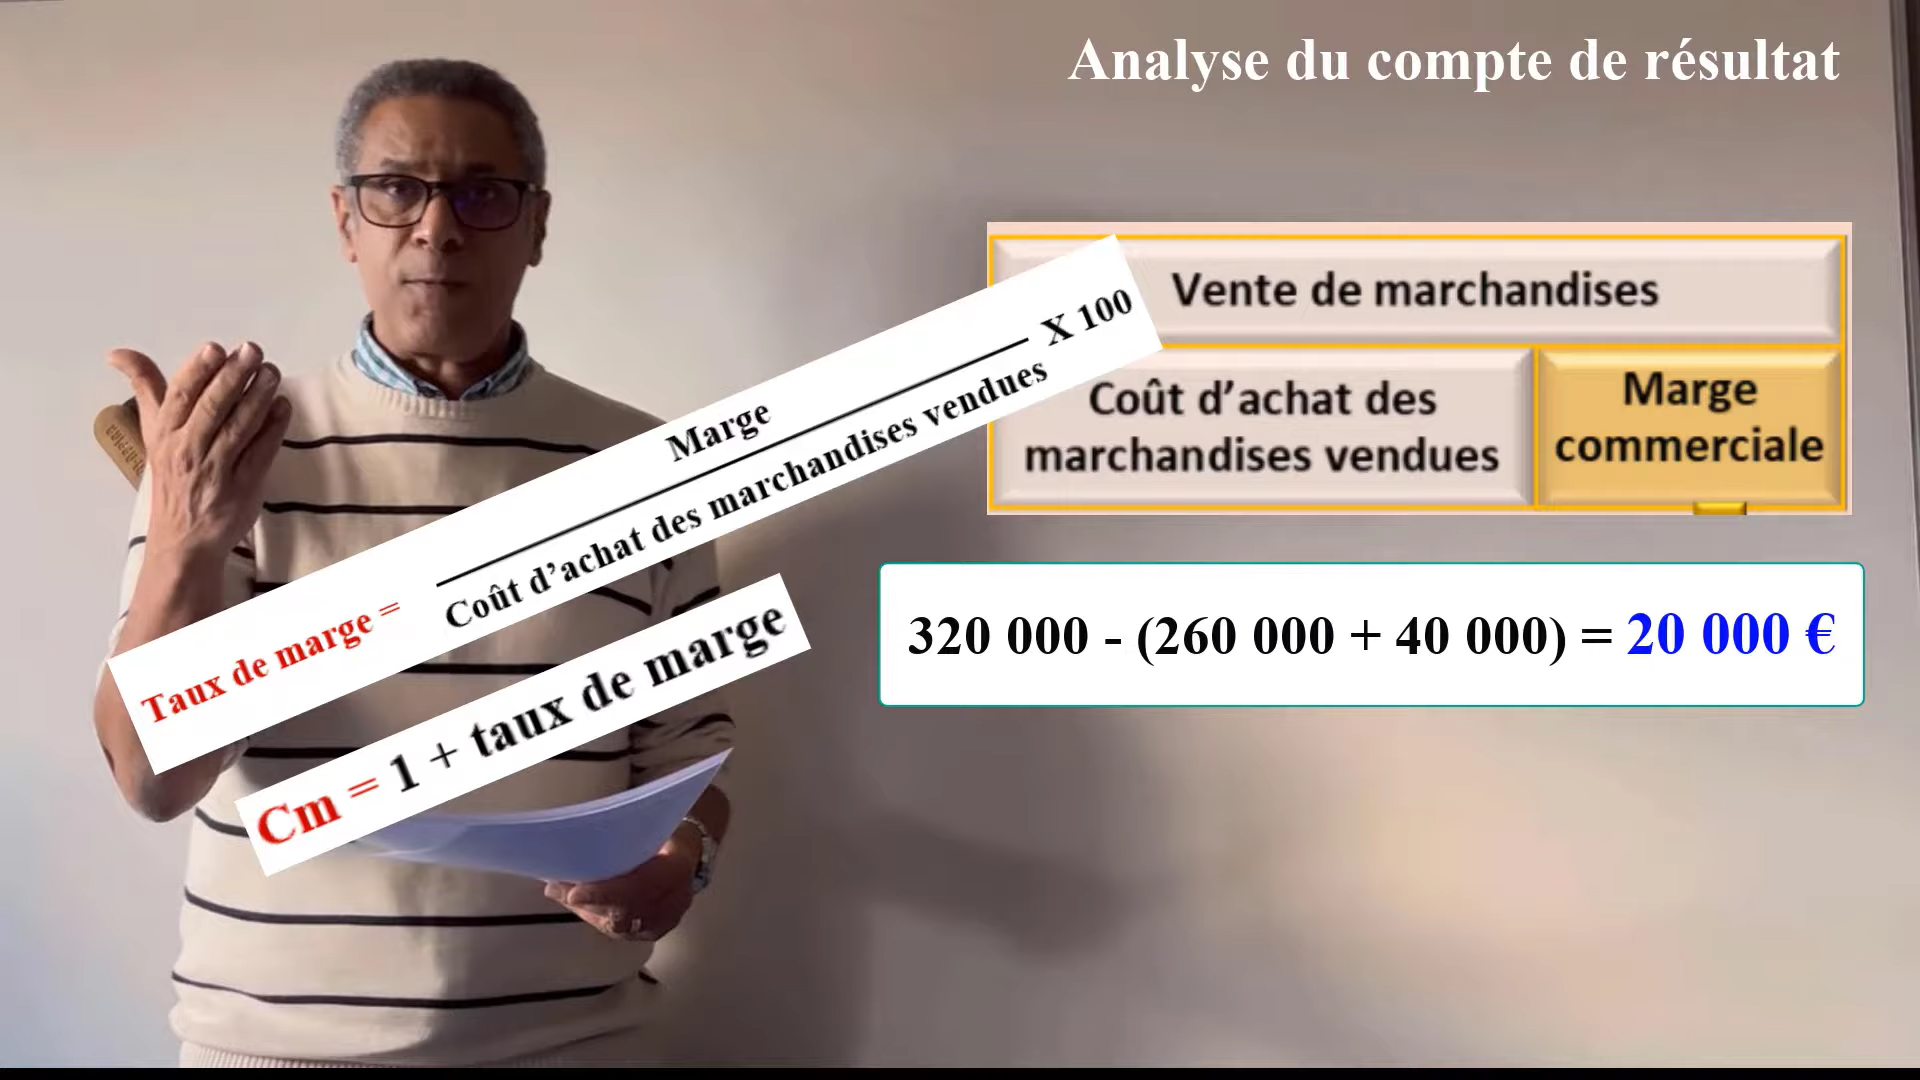 Analyse du compte de résultat
Vente de marchandises
Coût d’achat des
marchandises vendues
Marge
commerciale
Taux de marge =
Marge
Coût d’achat des marchandises vendues
X 100
Cm = 1 + taux de marge
320 000 - (260 000 + 40 000) = 20 000 €